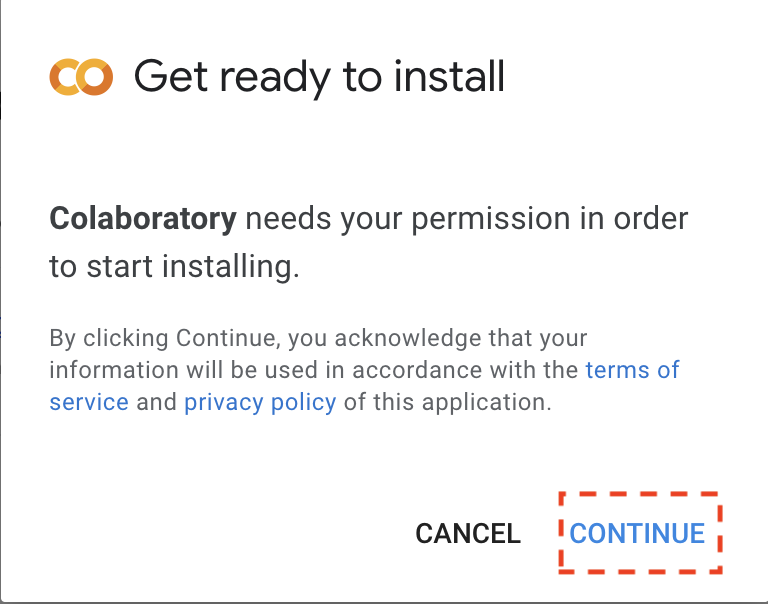 Get ready to install
Colaboratory needs your permission in order
to start installing.
By clicking Continue, you acknowledge that your
information will be used in accordance with the terms of
service and privacy policy of this application.
CANCEL CONTINUE